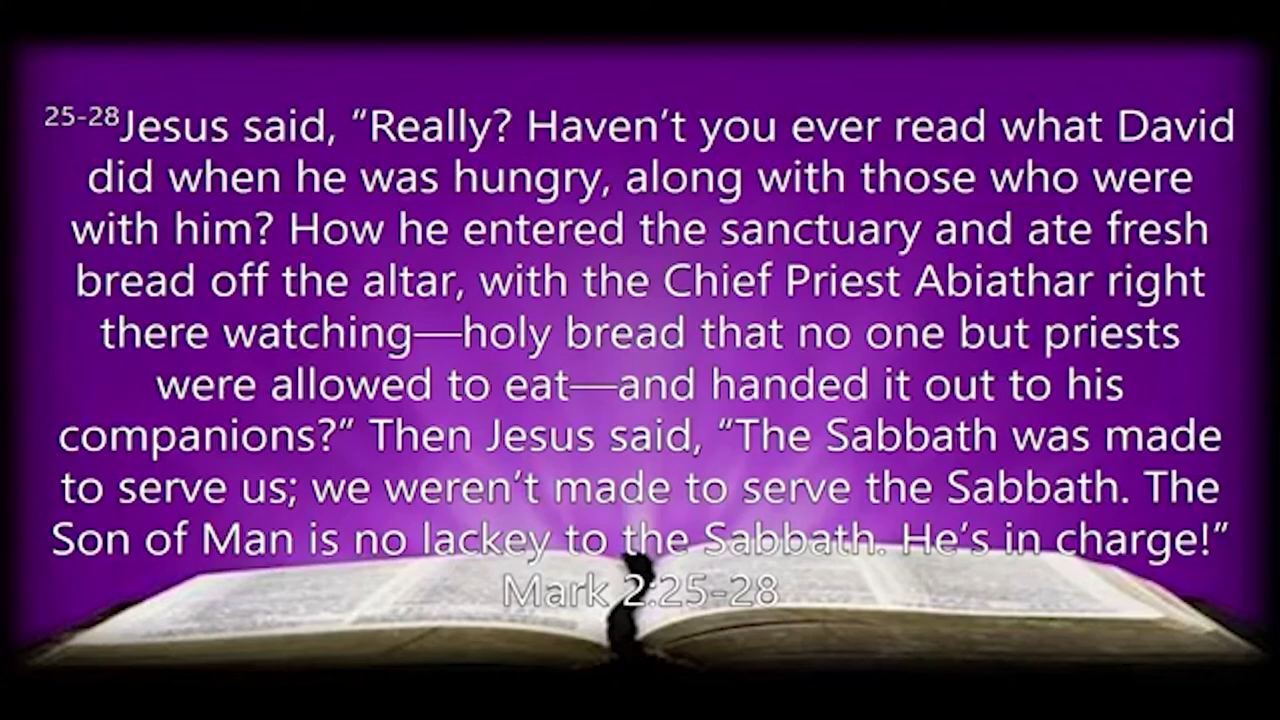 25-28Jesus said, “Really? Haven’t you ever read what David
did when he was hungry, along with those who were
with him? How he entered the sanctuary and ate fresh
bread off the altar, with the Chief Priest Abiathar right
there watching—holy bread that no one but priests
were allowed to eat—and handed it out to his
companions?” Then Jesus said, “The Sabbath was made
to serve us; we weren’t made to serve the Sabbath. The
Son of Man is no lackey to the Sabbath. He’s in charge!”
Mark 2:25-28